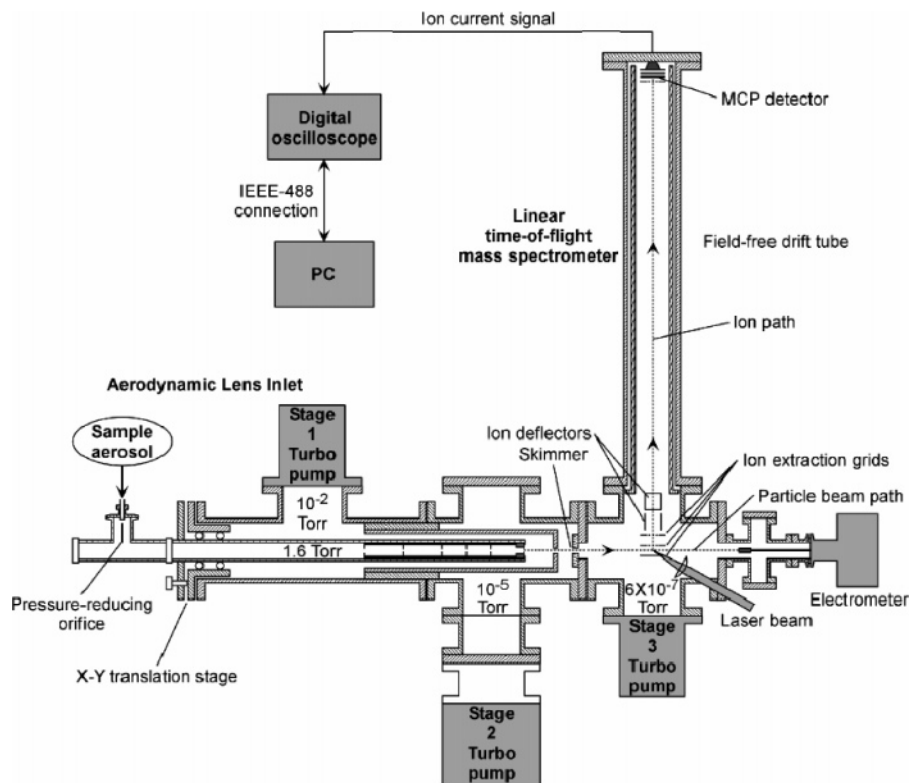 Ion current signal
MCP detector
Digital
oscilloscope
IEEE-488
connection
PC
Linear
time-of-flight
mass spectrometer
Field-free drift tube
Ion path
Aerodynamic Lens Inlet
Sample
aerosol
Stage
1
Turbo
pump
Ion deflectors
Skimmer
Ion extraction grids
Particle beam path
10-2
Torr
1.6 Torr
10-5
Torr
6X10-7
Torr
Electrometer
Laser beam
Pressure-reducing
orifice
X-Y translation stage
Stage
3
Turbo
pump
Stage
2
Turbo
pump